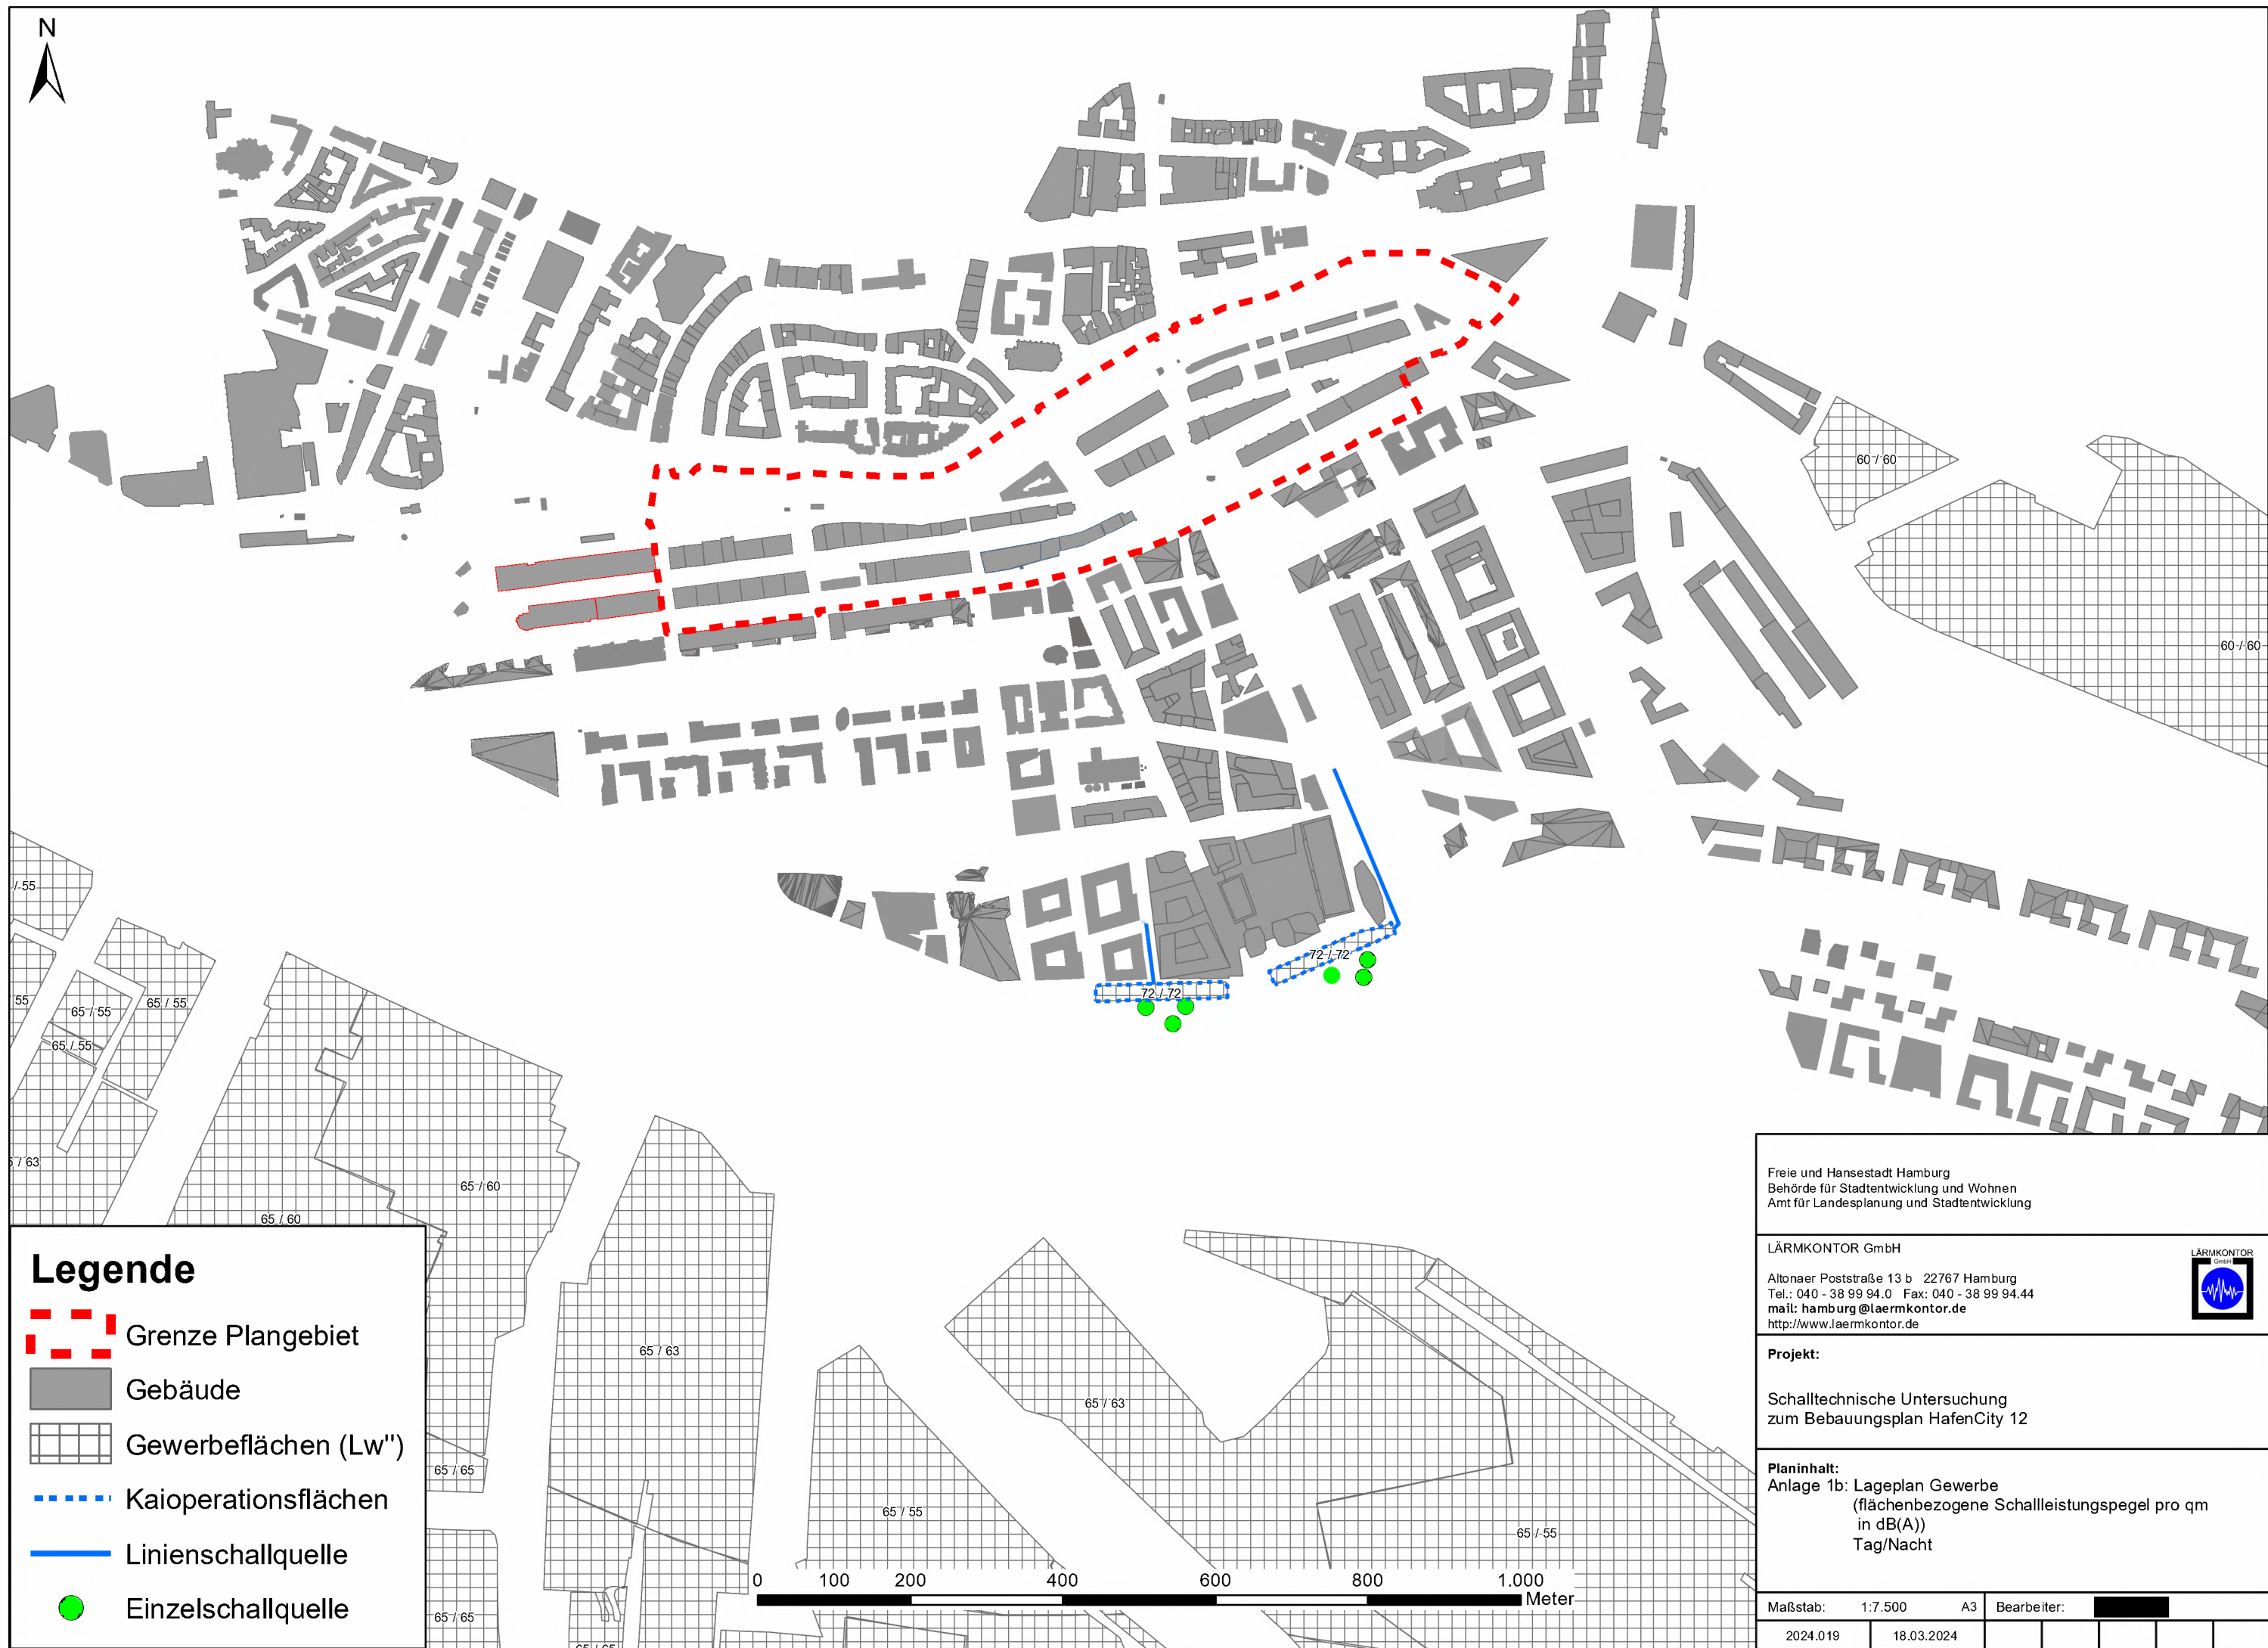 N
60 / 60
60 / 60
/ 55
55
65 / 55
65 / 55
65 / 55
/ 63
72 / 72
72 / 72
65 / 60
65 / 60
65 / 63
65 / 63
65 / 55
65 / 55
65 / 65
65 / 65
Legende
Grenze Plangebiet
Gebäude
Gewerbeflächen (Lw'')
Kaioperationsflächen
Linienschallquelle
Einzelschallquelle
0 100 200 400 600 800 1.000
Meter
Freie und Hansestadt Hamburg
Behörde für Stadtentwicklung und Wohnen
Amt für Landesplanung und Stadtentwicklung
LÄRMKONTOR GmbH
Altonaer Poststraße 13 b 22767 Hamburg
Tel.: 040 - 38 99 94.0 Fax: 040 - 38 99 94.44
mail: hamburg@laermkontor.de
http://www.laermkontor.de
LÄRMKONTOR
GmbH
Projekt:
Schalltechnische Untersuchung
zum Bebauungsplan HafenCity 12
Planinhalt:
Anlage 1b: Lageplan Gewerbe
(flächenbezogene Schallleistungspegel pro qm
in dB(A))
Tag/Nacht
Maßstab: 1:7.500 A3 Bearbeiter:
2024.019 18.03.2024